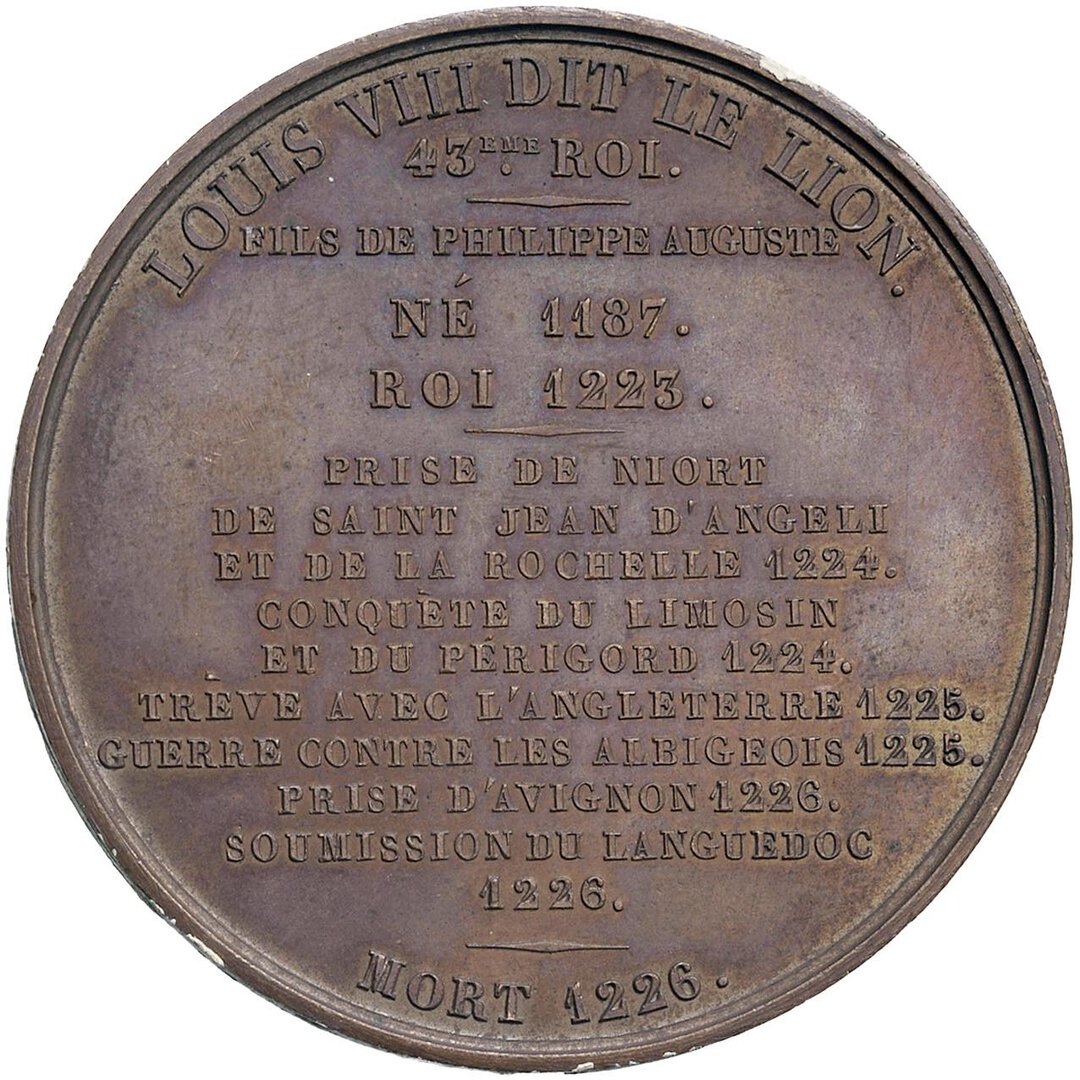 LOUIS VIII DIT LE LION.
43EME. ROI.
FILS DE PHILIPPE AUGUSTE
NÉ 1187.
ROI 1223.
PRISE DE NIORT
DE SAINT JEAN D'ANGELI
ET DE LA ROCHELLE 1224.
CONQUÈTE DU LIMOSIN
ET DU PÉRIGORD 1224.
TRÈVE AVEC L'ANGLETERRE 1225.
GUERRE CONTRE LES ALBIGEOIS 1225.
PRISE D'AVIGNON 1226.
SOUMISSION DU LANGUEDOC
1226.
MORT 1226.